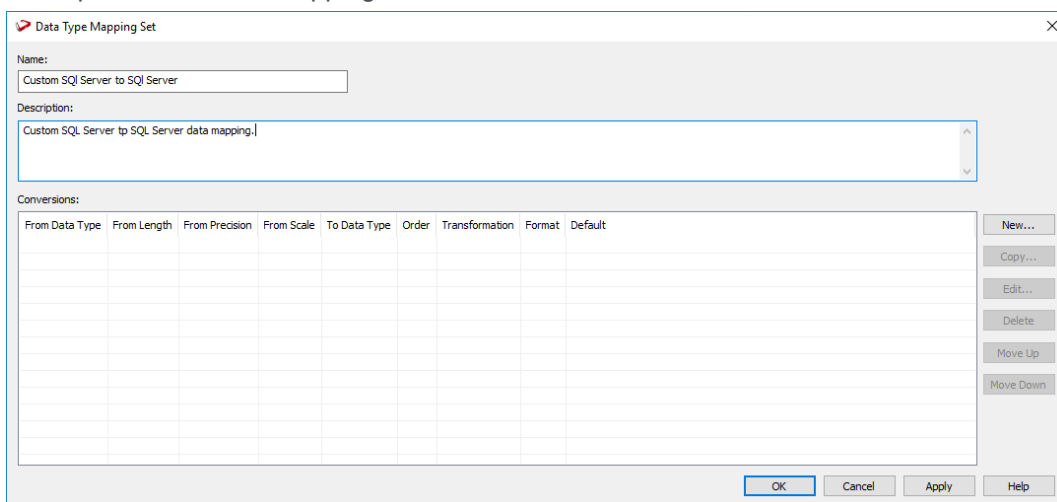 Data Type Mapping Set
Name:
Custom SQl Server to SQl Server
Description:
Custom SQL Server tp SQL Server data mapping.
Conversions:
From Data Type From Length From Precision From Scale To Data Type Order Transformation Format Default
New...
Copy...
Edit...
Delete
Move Up
Move Down
OK Cancel Apply Help